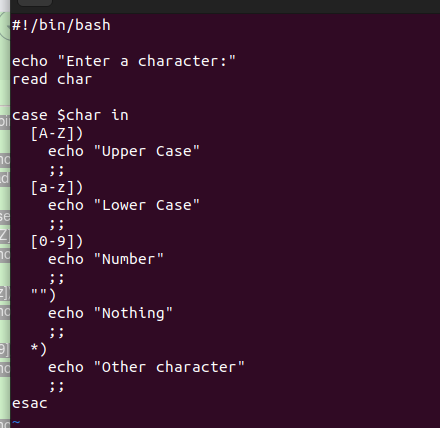 #!/bin/bash

echo "Enter a character:"
read char

case $char in
  [A-Z])
    echo "Upper Case"
    ;;
  [a-z])
    echo "Lower Case"
    ;;
  [0-9])
    echo "Number"
    ;;
  "")
    echo "Nothing"
    ;;
  *)
    echo "Other character"
    ;;
esac
~